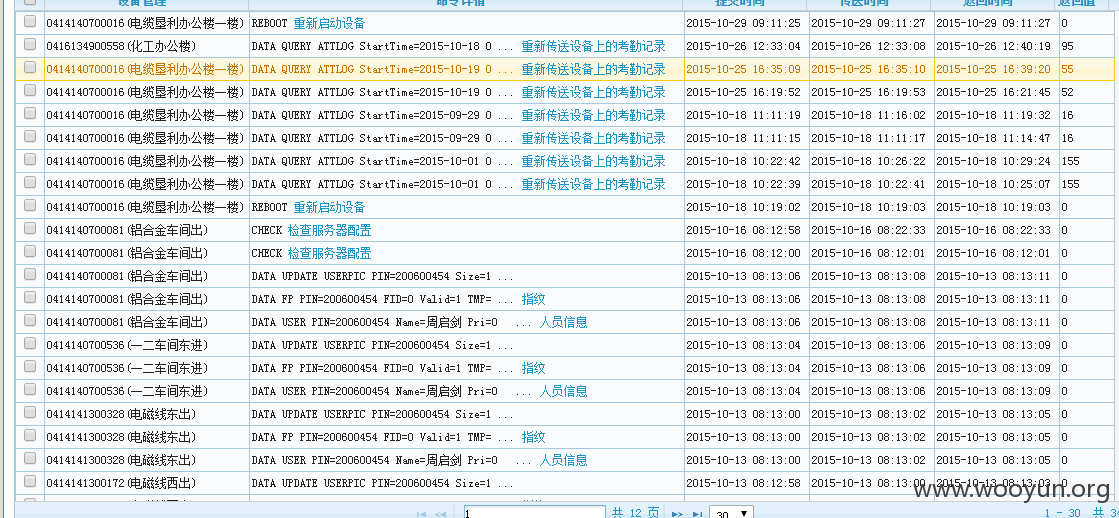 设备管理 命令详情 提交时间 传送时间 返回时间 返回值
0414140700016(电缆垦利办公楼一楼) REBOOT 重新启动设备 2015-10-29 09:11:25 2015-10-29 09:11:27 2015-10-29 09:11:27 0
0416134900558(化工办公楼) DATA QUERY ATTLOG StartTime=2015-10-18 0 ... 重新传送设备上的考勤记录 2015-10-26 12:33:04 2015-10-26 12:33:08 2015-10-26 12:40:19 95
0414140700016(电缆垦利办公楼一楼) DATA QUERY ATTLOG StartTime=2015-10-19 0 ... 重新传送设备上的考勤记录 2015-10-25 16:35:09 2015-10-25 16:35:10 2015-10-25 16:39:20 55
0414140700016(电缆垦利办公楼一楼) DATA QUERY ATTLOG StartTime=2015-10-19 0 ... 重新传送设备上的考勤记录 2015-10-25 16:19:52 2015-10-25 16:19:53 2015-10-25 16:21:45 52
0414140700016(电缆垦利办公楼一楼) DATA QUERY ATTLOG StartTime=2015-09-29 0 ... 重新传送设备上的考勤记录 2015-10-18 11:11:19 2015-10-18 11:16:02 2015-10-18 11:19:32 16
0414140700016(电缆垦利办公楼一楼) DATA QUERY ATTLOG StartTime=2015-09-29 0 ... 重新传送设备上的考勤记录 2015-10-18 11:11:15 2015-10-18 11:11:17 2015-10-18 11:14:47 16
0414140700016(电缆垦利办公楼一楼) DATA QUERY ATTLOG StartTime=2015-10-01 0 ... 重新传送设备上的考勤记录 2015-10-18 10:22:42 2015-10-18 10:26:22 2015-10-18 10:29:24 155
0414140700016(电缆垦利办公楼一楼) DATA QUERY ATTLOG StartTime=2015-10-01 0 ... 重新传送设备上的考勤记录 2015-10-18 10:22:39 2015-10-18 10:22:41 2015-10-18 10:25:07 155
0414140700016(电缆垦利办公楼一楼) REBOOT 重新启动设备 2015-10-18 10:19:02 2015-10-18 10:19:03 2015-10-18 10:19:03 0
0414140700081(铝合金车间出) CHECK 检查服务器配置 2015-10-16 08:12:58 2015-10-16 08:22:33 2015-10-16 08:22:33 0
0414140700081(铝合金车间出) CHECK 检查服务器配置 2015-10-16 08:12:00 2015-10-16 08:12:01 2015-10-16 08:12:01 0
0414140700081(铝合金车间出) DATA UPDATE USERPIC PIN=200600454 Size=1 ... 2015-10-13 08:13:06 2015-10-13 08:13:08 2015-10-13 08:13:11 0
0414140700081(铝合金车间出) DATA FP PIN=200600454 FID=0 Valid=1 TMP= ... 指纹 2015-10-13 08:13:06 2015-10-13 08:13:08 2015-10-13 08:13:11 0
0414140700081(铝合金车间出) DATA USER PIN=200600454 Name=周启剑 Pri=0 ... 人员信息 2015-10-13 08:13:06 2015-10-13 08:13:08 2015-10-13 08:13:11 0
0414140700536(一二车间东进) DATA UPDATE USERPIC PIN=200600454 Size=1 ... 2015-10-13 08:13:04 2015-10-13 08:13:06 2015-10-13 08:13:09 0
0414140700536(一二车间东进) DATA FP PIN=200600454 FID=0 Valid=1 TMP= ... 指纹 2015-10-13 08:13:04 2015-10-13 08:13:06 2015-10-13 08:13:09 0
0414140700536(一二车间东进) DATA USER PIN=200600454 Name=周启剑 Pri=0 ... 人员信息 2015-10-13 08:13:04 2015-10-13 08:13:06 2015-10-13 08:13:09 0
0414141300328(电磁线东出) DATA UPDATE USERPIC PIN=200600454 Size=1 ... 2015-10-13 08:13:00 2015-10-13 08:13:02 2015-10-13 08:13:05 0
0414141300328(电磁线东出) DATA FP PIN=200600454 FID=0 Valid=1 TMP= ... 指纹 2015-10-13 08:13:00 2015-10-13 08:13:02 2015-10-13 08:13:05 0
0414141300328(电磁线东出) DATA USER PIN=200600454 Name=周启剑 Pri=0 ... 人员信息 2015-10-13 08:13:00 2015-10-13 08:13:02 2015-10-13 08:13:05 0
0414141300172(电磁线西出) DATA UPDATE USERPIC PIN=200600454 Size=1 ... 2015-10-13 08:12:58 2015-10-13 08:13:00 2015-10-13 08:13:03 0
www.wooyun.org
1 共 12 页 30 1 - 30 共